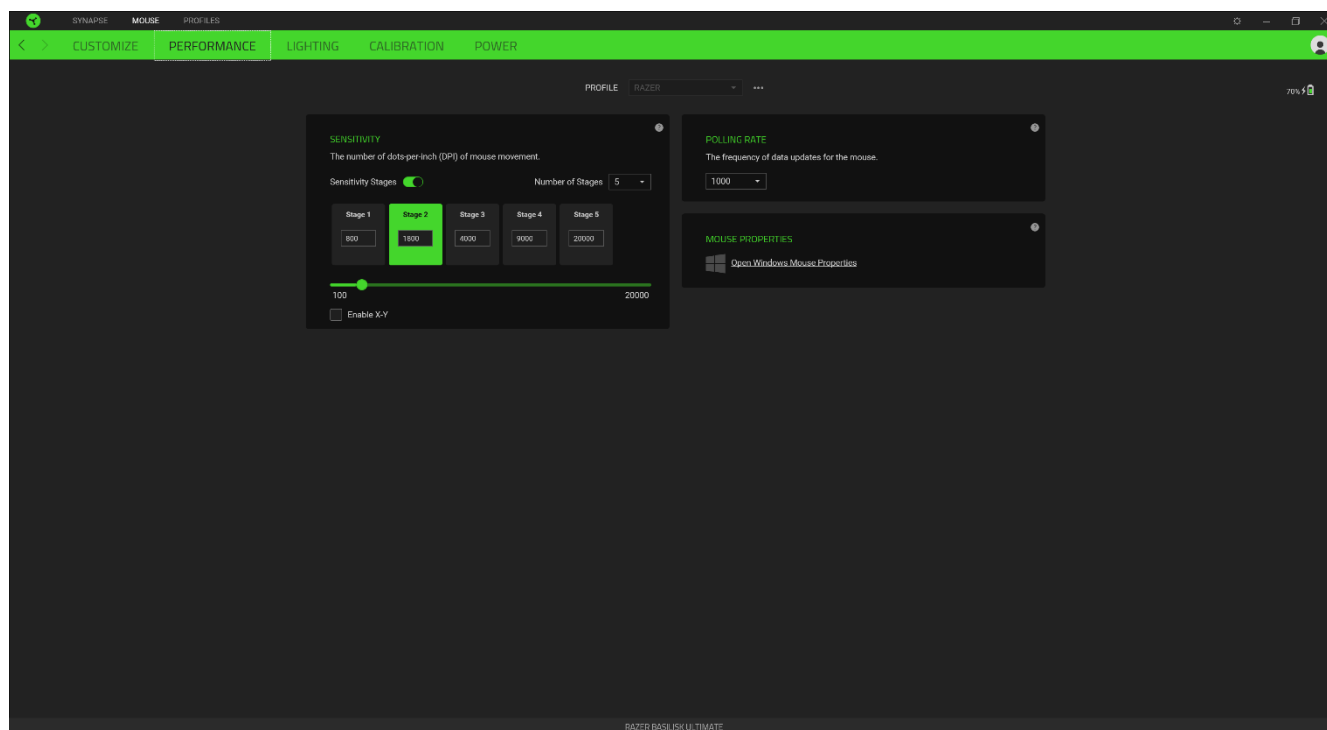 SYNAPSE MOUSE PROFILES
CUSTOMIZE PERFORMANCE LIGHTING CALIBRATION POWER
PROFILE RAZER
70%
SENSITIVITY
The number of dots-per-inch (DPI) of mouse movement.
Sensitivity Stages Number of Stages 5
Stage 1 Stage 2 Stage 3 Stage 4 Stage 5
800 1800 4000 9000 20000
100 20000
Enable X-Y
POLLING RATE
The frequency of data updates for the mouse.
1000
MOUSE PROPERTIES
Open Windows Mouse Properties
RAZER BASILISK ULTIMATE